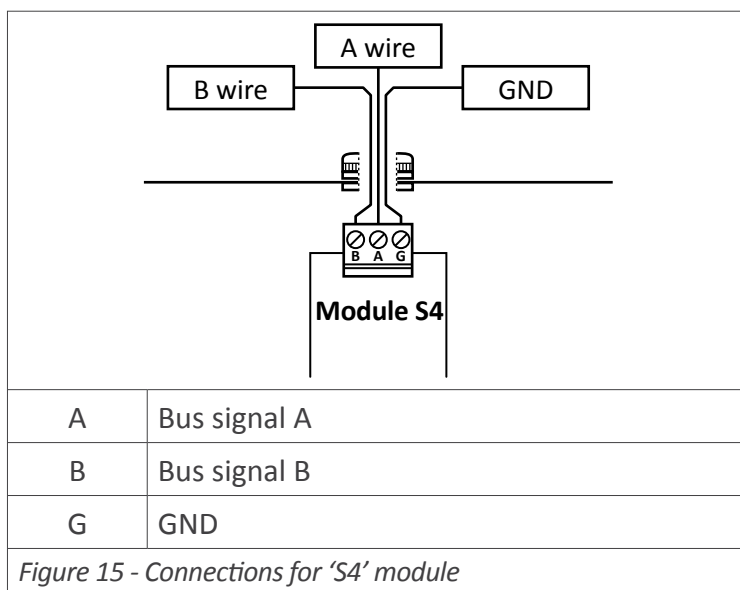 A wire
B wire
GND
B A G
Module S4
A Bus signal A
B Bus signal B
G GND
Figure 15 - Connections for ‘S4’ module